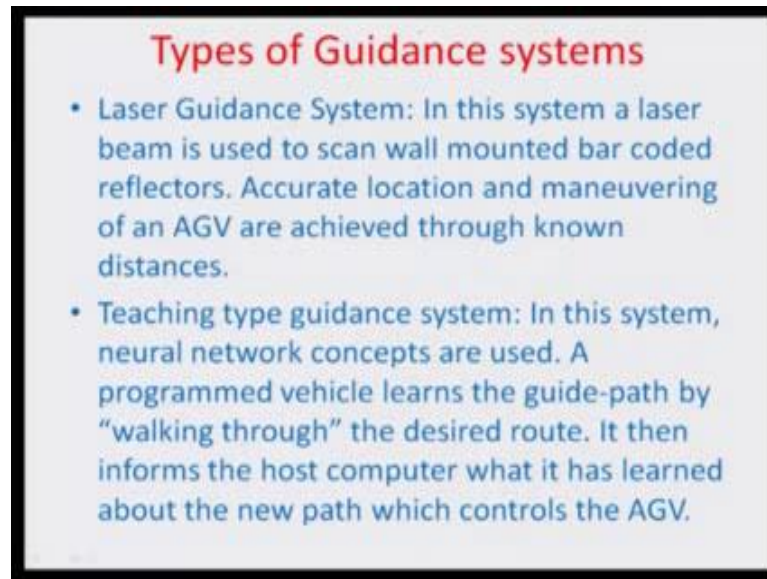 Types of Guidance systems
• Laser Guidance System: In this system a laser
beam is used to scan wall mounted bar coded
reflectors. Accurate location and maneuvering
of an AGV are achieved through known
distances.
• Teaching type guidance system: In this system,
neural network concepts are used. A
programmed vehicle learns the guide-path by
“walking through” the desired route. It then
informs the host computer what it has learned
about the new path which controls the AGV.